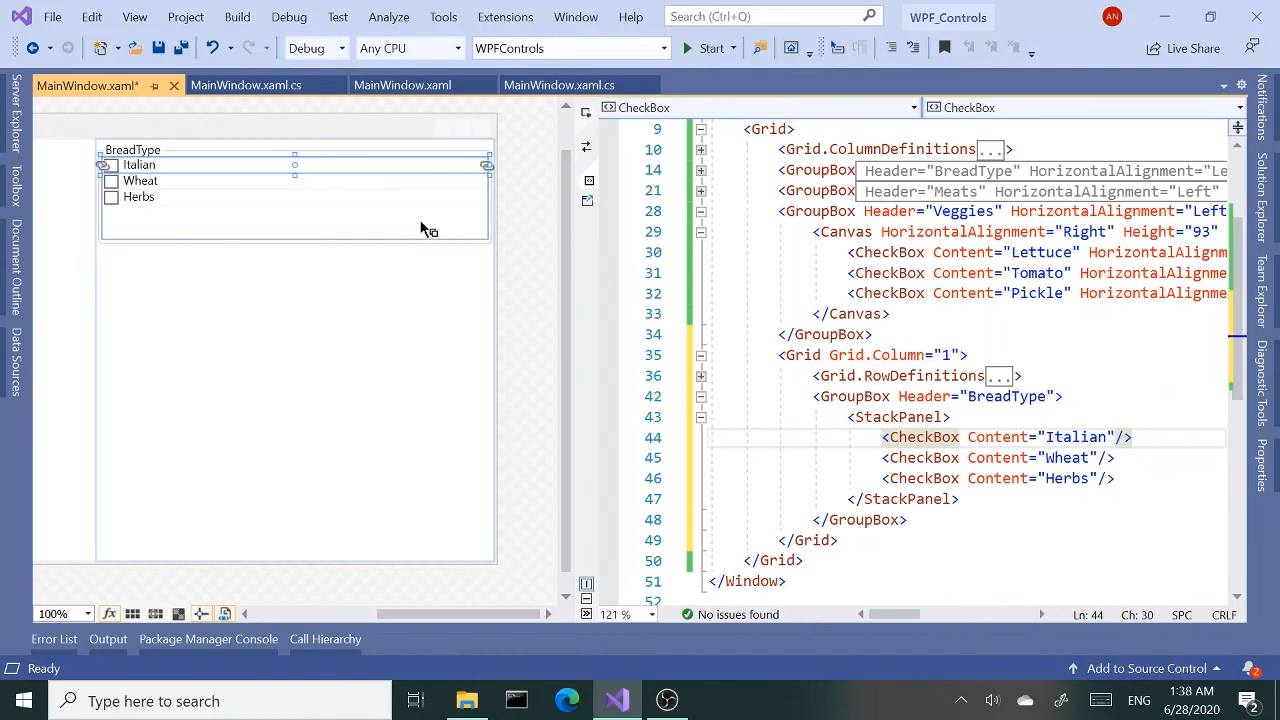 File Edit View Project Build Debug Test Analyze Tools Extensions Window Help Search (Ctrl+Q) WPF_Controls AN
Debug Any CPU WPFControls Start Live Share
MainWindow.xaml* MainWindow.xaml.cs MainWindow.xaml MainWindow.xaml.cs
Server Explorer
Toolbox
Document Outline
Data Sources
BreadType
Italian
Wheat
Herbs
100%
CheckBox CheckBox
9 <Grid>
10 <Grid.ColumnDefinitions...>
14 <GroupBox Header="BreadType" HorizontalAlignment="Le
21 <GroupBox Header="Meats" HorizontalAlignment="Left"
28 <GroupBox Header="Veggies" HorizontalAlignment="Left
29 <Canvas HorizontalAlignment="Right" Height="93"
30 <CheckBox Content="Lettuce" HorizontalAlignm
31 <CheckBox Content="Tomato" HorizontalAlignme
32 <CheckBox Content="Pickle" HorizontalAlignme
33 </Canvas>
34 </GroupBox>
35 <Grid Grid.Column="1">
36 <Grid.RowDefinitions...>
42 <GroupBox Header="BreadType">
43 <StackPanel>
44 <CheckBox Content="Italian"/>
45 <CheckBox Content="Wheat"/>
46 <CheckBox Content="Herbs"/>
47 </StackPanel>
48 </GroupBox>
49 </Grid>
50 </Grid>
51 </Window>
52
121 % No issues found Ln: 44 Ch: 30 SPC CRLF
Notifications
Solution Explorer
Team Explorer
Diagnostic Tools
Properties
Error List Output Package Manager Console Call Hierarchy
Ready Add to Source Control 2
Type here to search ENG 1:38 AM
6/28/2020 2